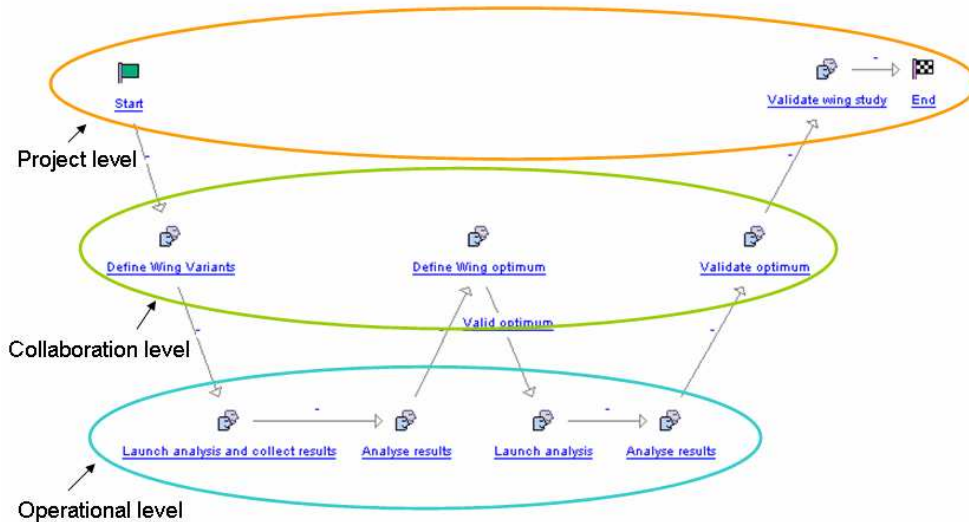 Start
-
Validate wing study
End
Project level
-
-
Define Wing Variants
Define Wing optimum
Validate optimum
-
-
Valid optimum
-
Collaboration level
-
-
Launch analysis and collect results
Analyse results
Launch analysis
Analyse results
Operational level